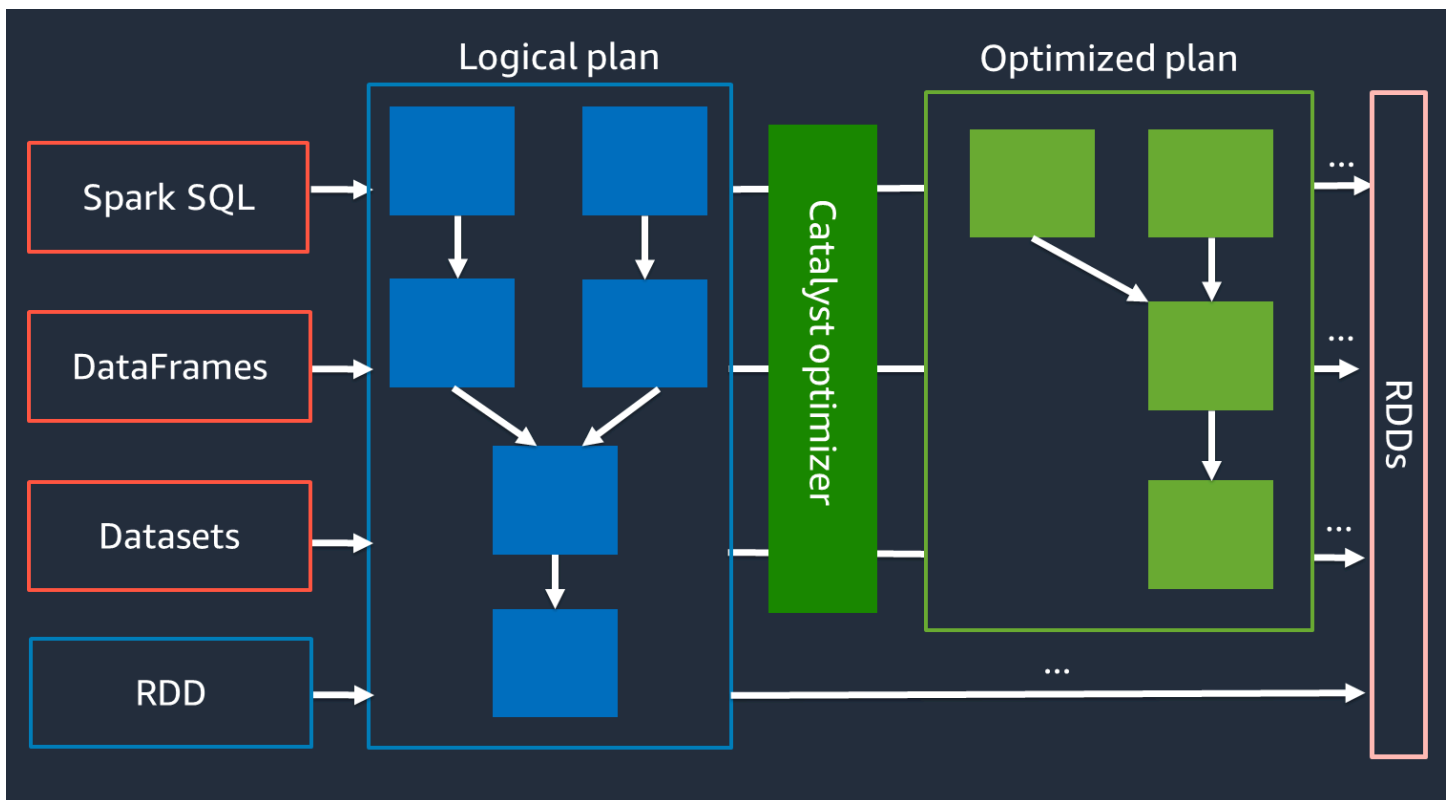 Logical plan
Optimized plan
Spark SQL
DataFrames
Datasets
RDD
Catalyst optimizer
...
...
...
...
RDDs